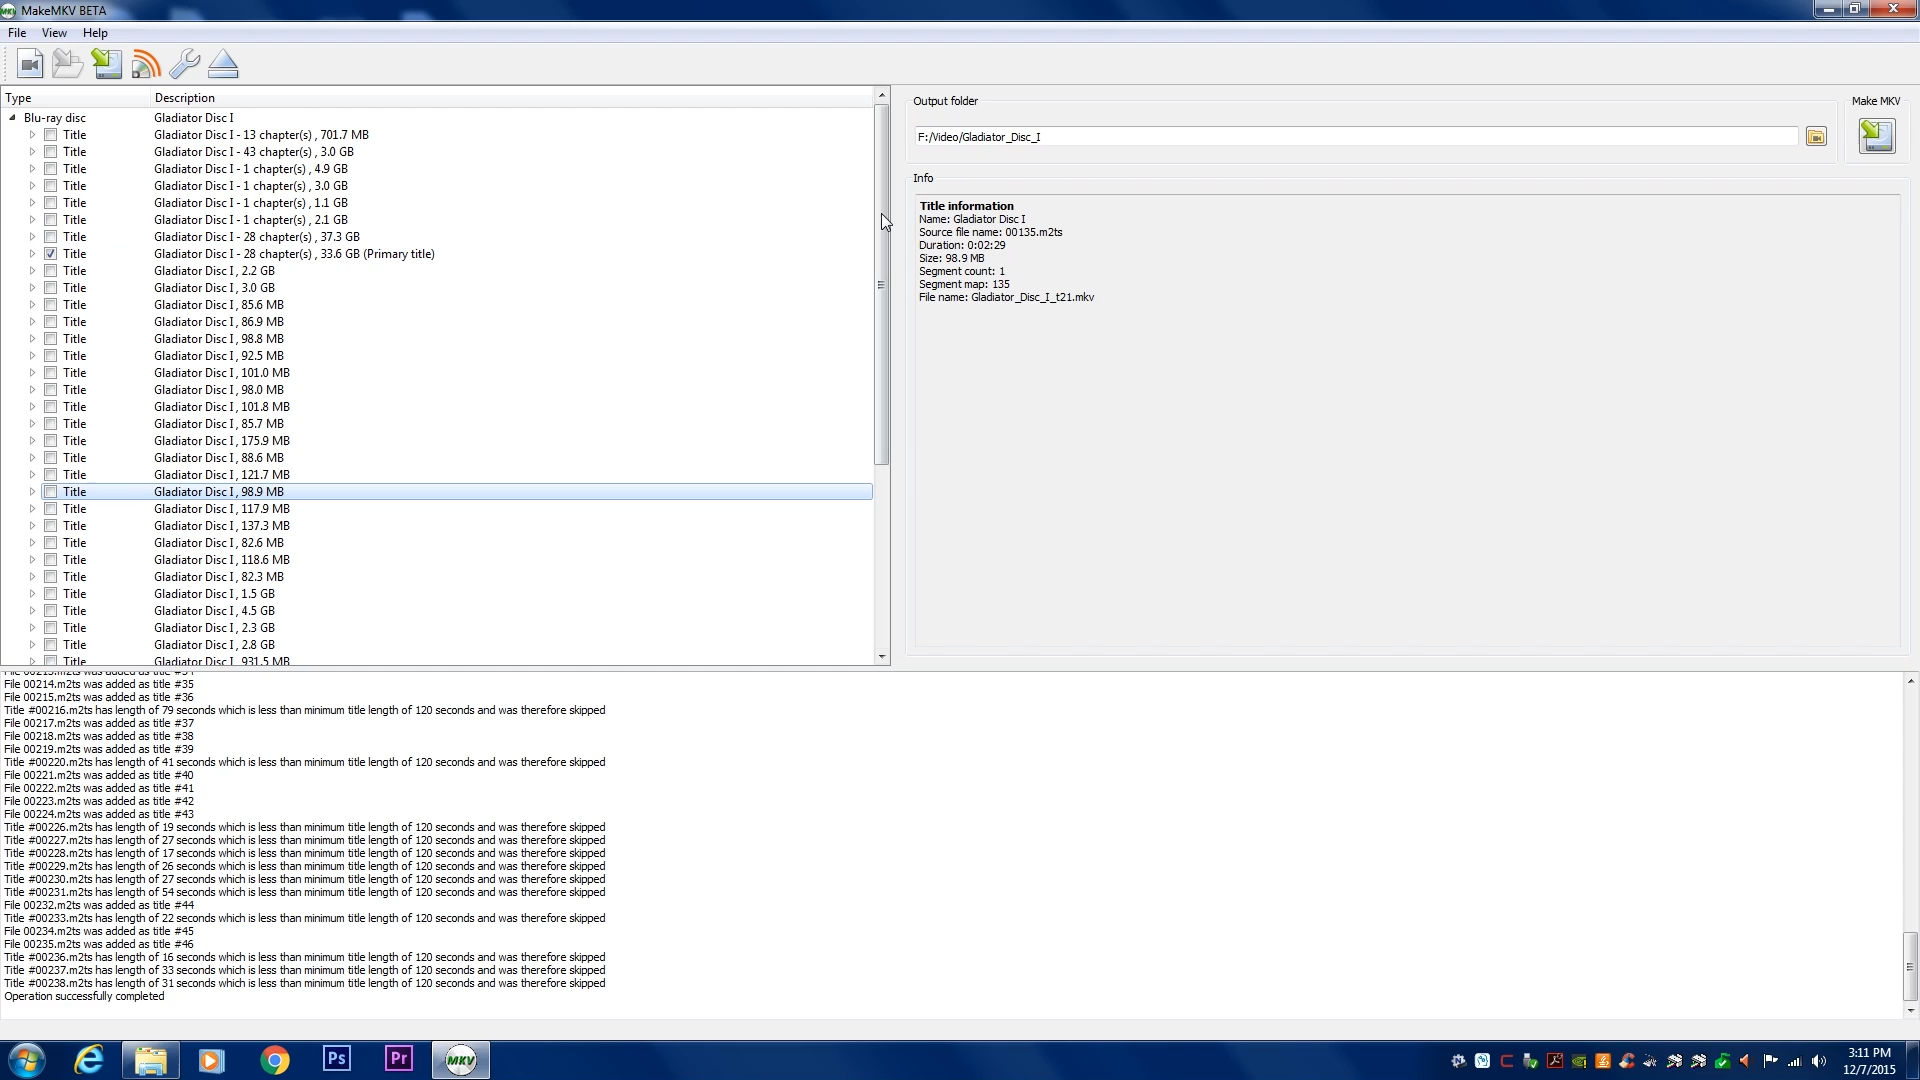 MakeMKV BETA
File View Help
Type Description
Blu-ray disc Gladiator Disc I
Title Gladiator Disc I - 13 chapter(s) , 701.7 MB
Title Gladiator Disc I - 43 chapter(s) , 3.0 GB
Title Gladiator Disc I - 1 chapter(s) , 4.9 GB
Title Gladiator Disc I - 1 chapter(s) , 3.0 GB
Title Gladiator Disc I - 1 chapter(s) , 1.1 GB
Title Gladiator Disc I - 1 chapter(s) , 2.1 GB
Title Gladiator Disc I - 28 chapter(s) , 37.3 GB
Title Gladiator Disc I - 28 chapter(s) , 33.6 GB (Primary title)
Title Gladiator Disc I , 2.2 GB
Title Gladiator Disc I , 3.0 GB
Title Gladiator Disc I , 85.6 MB
Title Gladiator Disc I , 86.9 MB
Title Gladiator Disc I , 98.8 MB
Title Gladiator Disc I , 92.5 MB
Title Gladiator Disc I , 101.0 MB
Title Gladiator Disc I , 98.0 MB
Title Gladiator Disc I , 101.8 MB
Title Gladiator Disc I , 85.7 MB
Title Gladiator Disc I , 175.9 MB
Title Gladiator Disc I , 88.6 MB
Title Gladiator Disc I , 121.7 MB
Title Gladiator Disc I , 98.9 MB
Title Gladiator Disc I , 117.9 MB
Title Gladiator Disc I , 137.3 MB
Title Gladiator Disc I , 82.6 MB
Title Gladiator Disc I , 118.6 MB
Title Gladiator Disc I , 82.3 MB
Title Gladiator Disc I , 1.5 GB
Title Gladiator Disc I , 4.5 GB
Title Gladiator Disc I , 2.3 GB
Title Gladiator Disc I , 2.8 GB
Title Gladiator Disc I , 931.5 MB
Output folder
F:/Video/Gladiator_Disc_I
Make MKV
Info
Title information
Name: Gladiator Disc I
Source file name: 00135.m2ts
Duration: 0:02:29
Size: 98.9 MB
Segment count: 1
Segment map: 135
File name: Gladiator_Disc_I_t21.mkv
File 00213.m2ts was added as title #34
File 00214.m2ts was added as title #35
File 00215.m2ts was added as title #36
Title #00216.m2ts has length of 79 seconds which is less than minimum title length of 120 seconds and was therefore skipped
File 00217.m2ts was added as title #37
File 00218.m2ts was added as title #38
File 00219.m2ts was added as title #39
Title #00220.m2ts has length of 41 seconds which is less than minimum title length of 120 seconds and was therefore skipped
File 00221.m2ts was added as title #40
File 00222.m2ts was added as title #41
File 00223.m2ts was added as title #42
File 00224.m2ts was added as title #43
Title #00226.m2ts has length of 19 seconds which is less than minimum title length of 120 seconds and was therefore skipped
Title #00227.m2ts has length of 27 seconds which is less than minimum title length of 120 seconds and was therefore skipped
Title #00228.m2ts has length of 17 seconds which is less than minimum title length of 120 seconds and was therefore skipped
Title #00229.m2ts has length of 26 seconds which is less than minimum title length of 120 seconds and was therefore skipped
Title #00230.m2ts has length of 27 seconds which is less than minimum title length of 120 seconds and was therefore skipped
Title #00231.m2ts has length of 54 seconds which is less than minimum title length of 120 seconds and was therefore skipped
File 00232.m2ts was added as title #44
Title #00233.m2ts has length of 22 seconds which is less than minimum title length of 120 seconds and was therefore skipped
File 00234.m2ts was added as title #45
File 00235.m2ts was added as title #46
Title #00236.m2ts has length of 16 seconds which is less than minimum title length of 120 seconds and was therefore skipped
Title #00237.m2ts has length of 33 seconds which is less than minimum title length of 120 seconds and was therefore skipped
Title #00238.m2ts has length of 31 seconds which is less than minimum title length of 120 seconds and was therefore skipped
Operation successfully completed
Ps Pr MKV
3:11 PM
12/7/2015